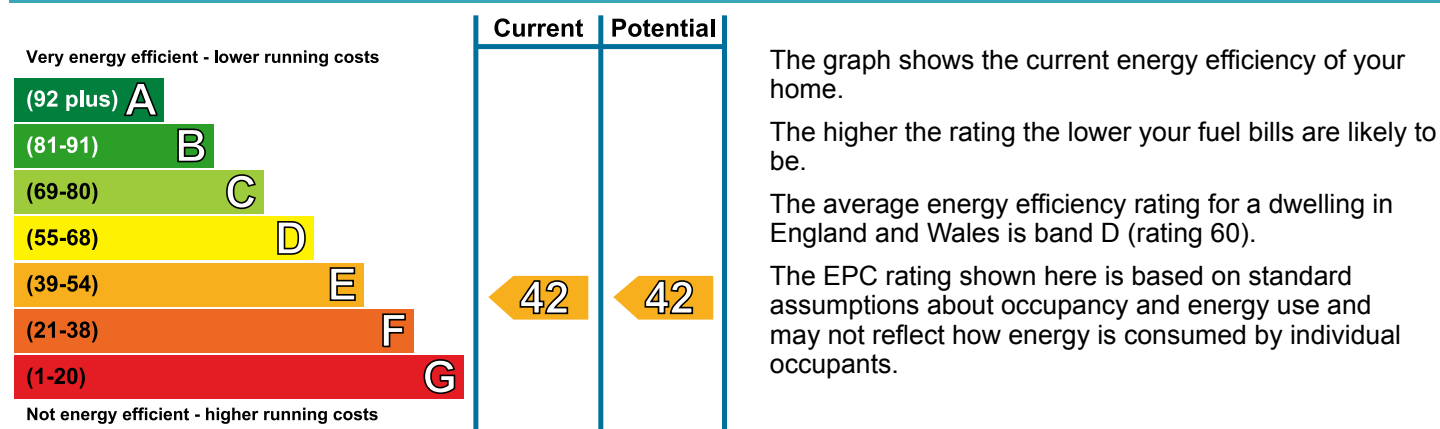 Current Potential
Very energy efficient - lower running costs
(92 plus) A
(81-91) B
(69-80) C
(55-68) D
(39-54) E
42 42
(21-38) F
(1-20) G
Not energy efficient - higher running costs
The graph shows the current energy efficiency of your
home.
The higher the rating the lower your fuel bills are likely to
be.
The average energy efficiency rating for a dwelling in
England and Wales is band D (rating 60).
The EPC rating shown here is based on standard
assumptions about occupancy and energy use and
may not reflect how energy is consumed by individual
occupants.